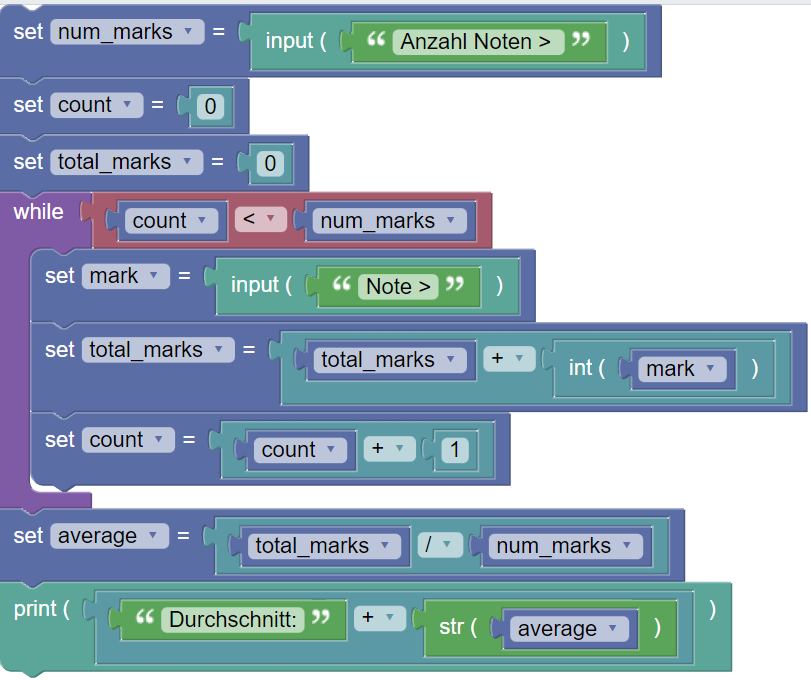 set num_marks = input ( “ Anzahl Noten > ” )
set count = 0
set total_marks = 0
while count < num_marks
set mark = input ( “ Note > ” )
set total_marks = total_marks + int ( mark )
set count = count + 1
set average = total_marks / num_marks
print ( “ Durchschnitt: ” + str ( average ) )